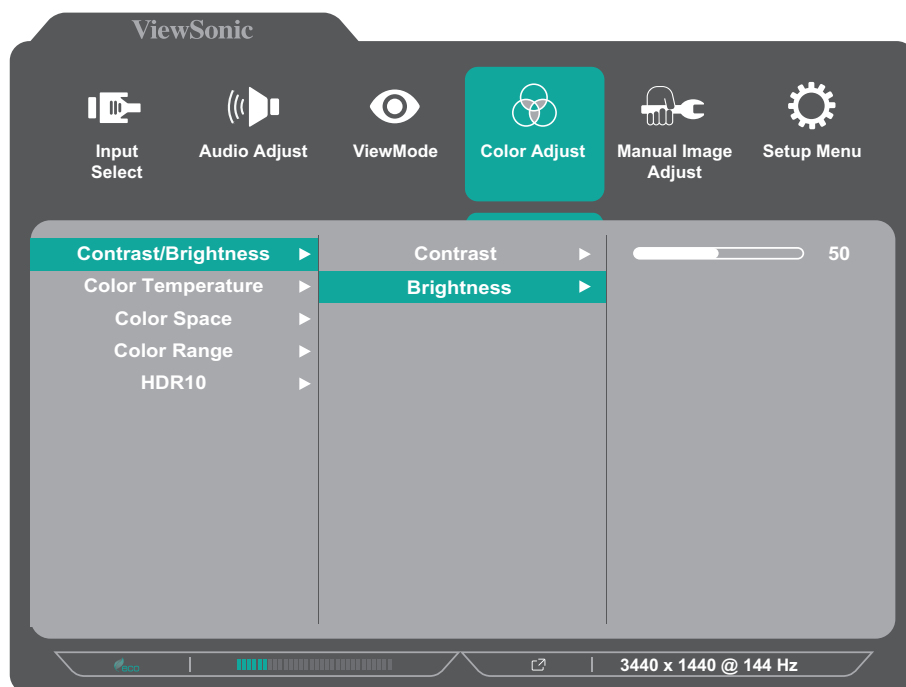 ViewSonic
Input
Select
Audio Adjust
ViewMode
Color Adjust
Manual Image
Adjust
Setup Menu
Contrast/Brightness
Color Temperature
Color Space
Color Range
HDR10
Contrast
Brightness
50
eco
3440 x 1440 @ 144 Hz